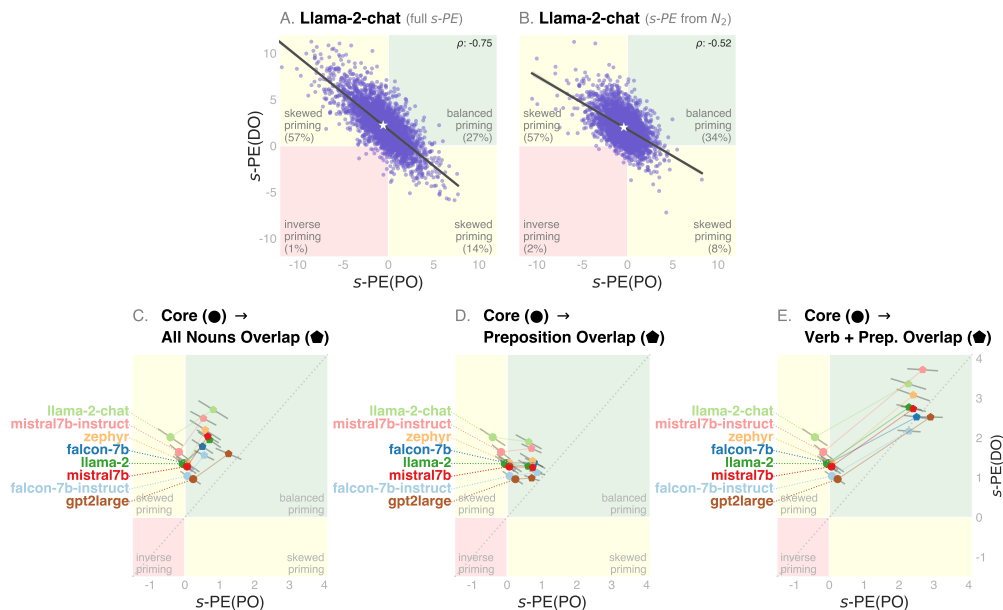 A. Llama-2-chat (full s-PE)
B. Llama-2-chat (s-PE from N₂)
ρ: -0.75
ρ: -0.52
10
5
0
-5
-10
s-PE(DO)
skewed
priming
(57%)
balanced
priming
(27%)
inverse
priming
(1%)
skewed
priming
(14%)
skewed
priming
(57%)
balanced
priming
(34%)
inverse
priming
(2%)
skewed
priming
(8%)
-10 -5 0 5 10
-10 -5 0 5 10
s-PE(PO)
s-PE(PO)
C. Core (●) →
All Nouns Overlap (⬟)
D. Core (●) →
Preposition Overlap (⬟)
E. Core (●) →
Verb + Prep. Overlap (⬟)
llama-2-chat
mistral7b-instruct
zephyr
falcon-7b
llama-2
mistral7b
falcon-7b-instruct
gpt2large
skewed
priming
balanced
priming
inverse
priming
skewed
priming
-1 0 1 2 3 4
s-PE(PO)
llama-2-chat
mistral7b-instruct
zephyr
falcon-7b
llama-2
mistral7b
falcon-7b-instruct
gpt2large
skewed
priming
balanced
priming
inverse
priming
skewed
priming
-1 0 1 2 3 4
s-PE(PO)
llama-2-chat
mistral7b-instruct
zephyr
falcon-7b
llama-2
mistral7b
falcon-7b-instruct
gpt2large
skewed
priming
balanced
priming
inverse
priming
skewed
priming
-1 0 1 2 3 4
s-PE(PO)
4
3
2
1
0
-1
s-PE(DO)